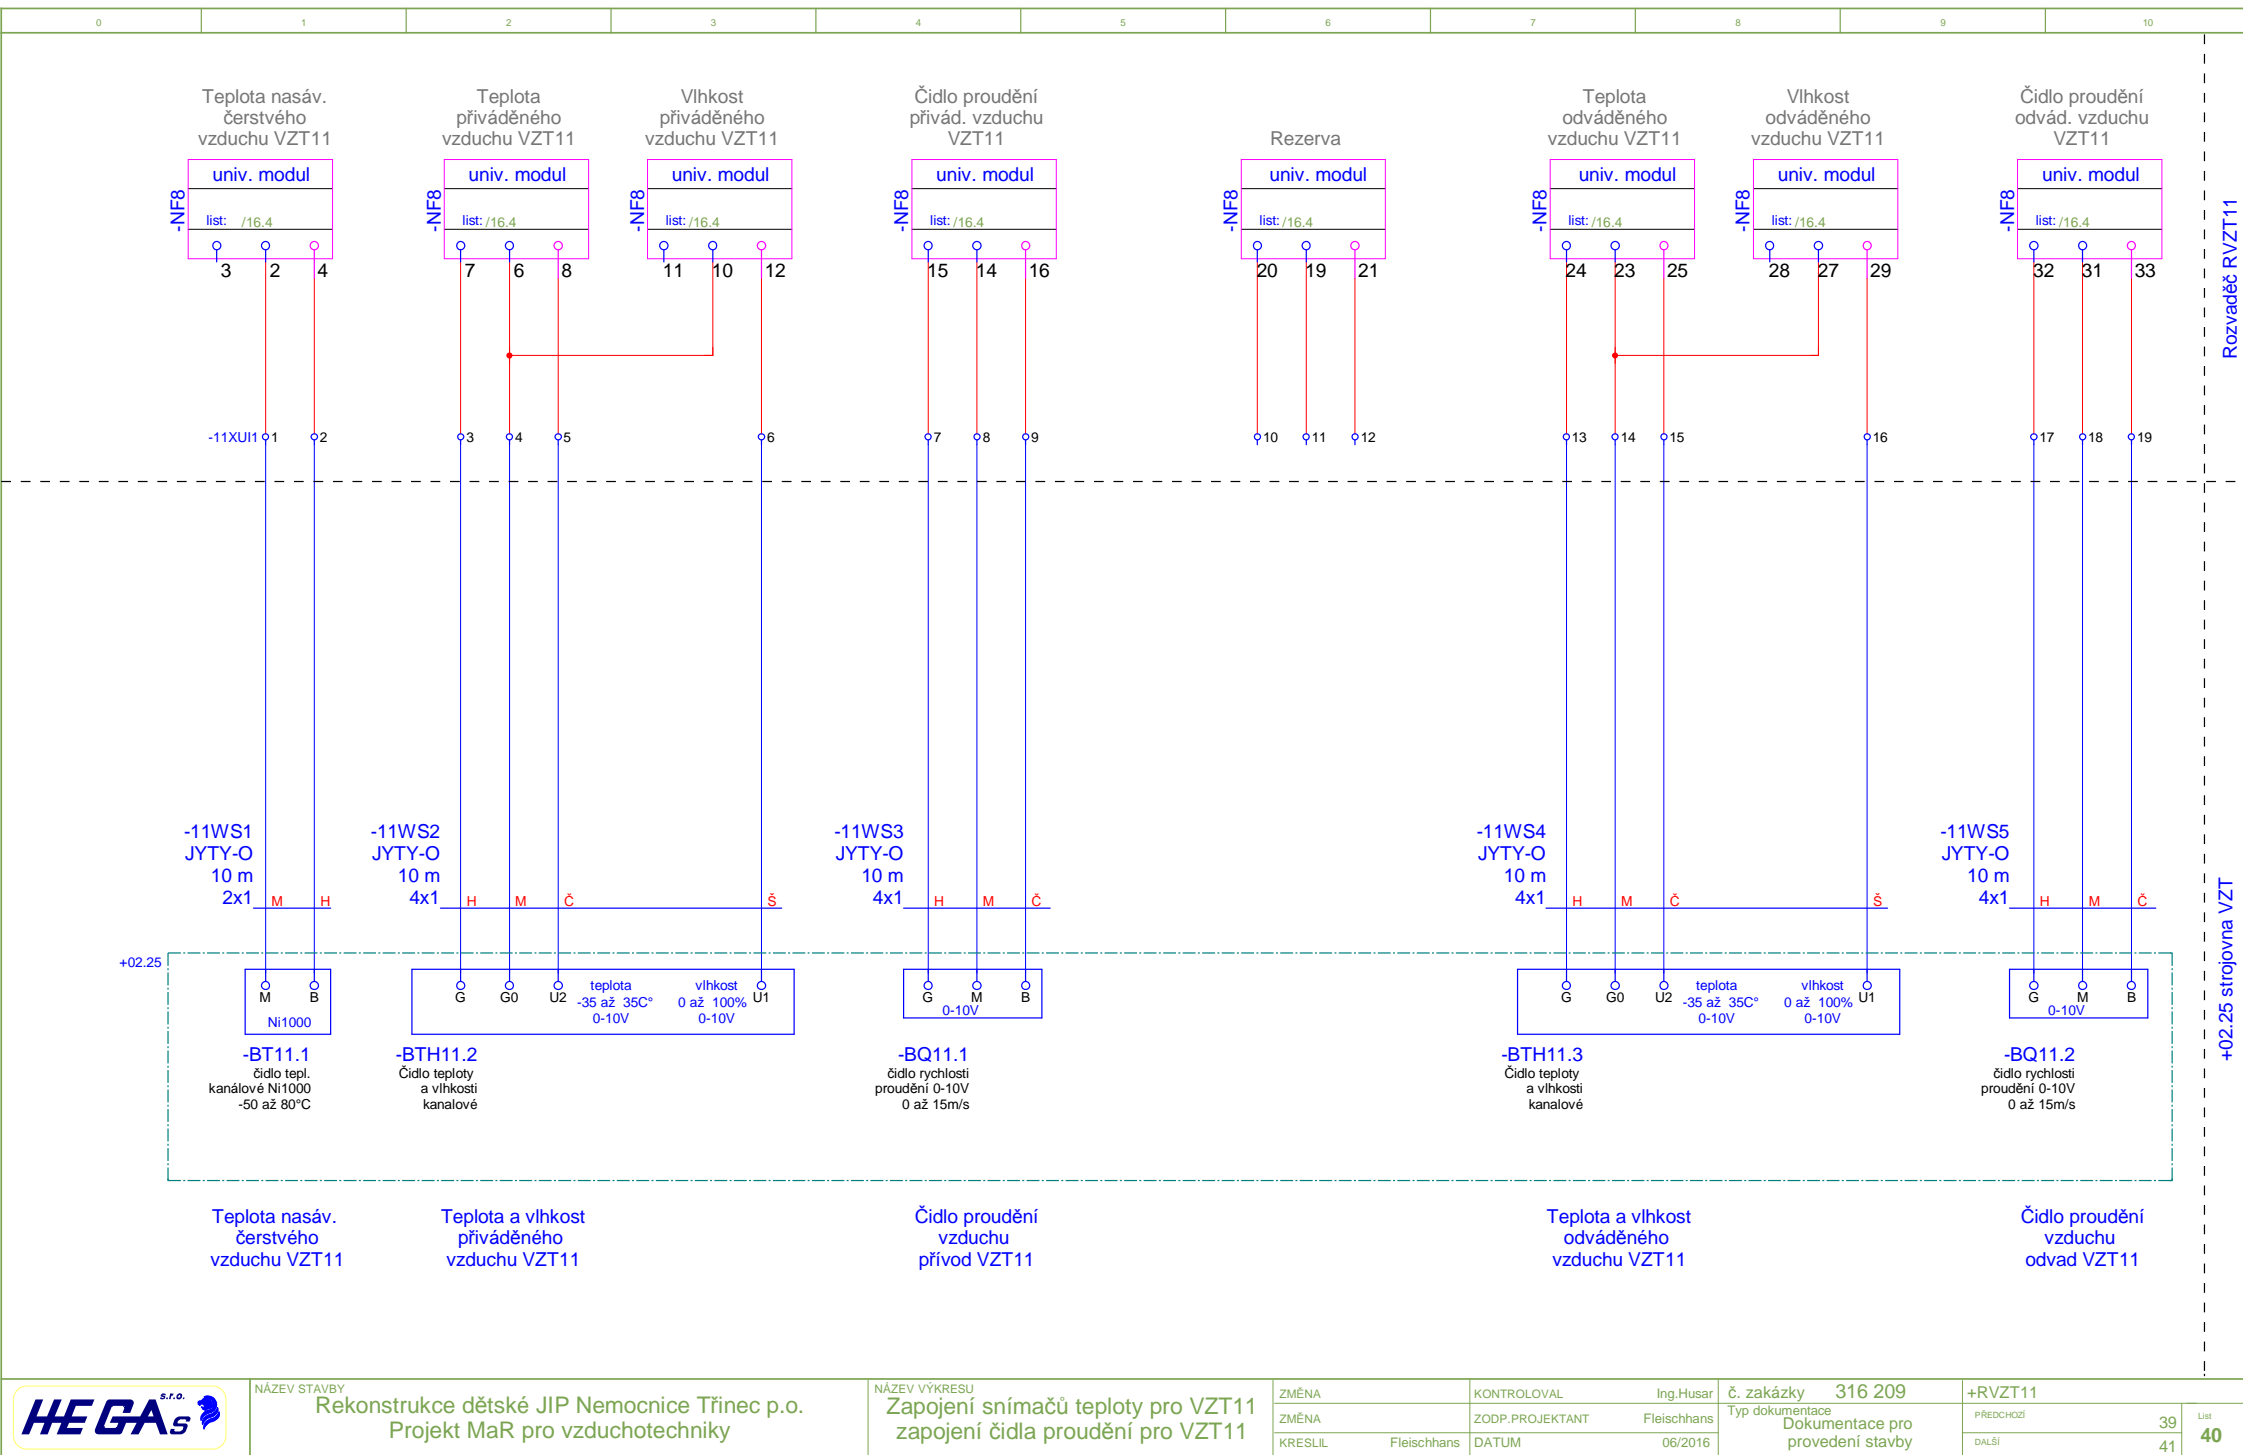 0 1 2 3 4 5 6 7 8 9 10
Teplota nasáv.
čerstvého
vzduchu VZT11
Teplota
přiváděného
vzduchu VZT11
Vlhkost
přiváděného
vzduchu VZT11
Čidlo proudění
přivád. vzduchu
VZT11
Rezerva
Teplota
odváděného
vzduchu VZT11
Vlhkost
odváděného
vzduchu VZT11
Čidlo proudění
odvád. vzduchu
VZT11
-NF8
univ. modul
list: /16.4
3 2 4
-NF8
univ. modul
list: /16.4
7 6 8
-NF8
univ. modul
list: /16.4
11 10 12
-NF8
univ. modul
list: /16.4
15 14 16
-NF8
univ. modul
list: /16.4
20 19 21
-NF8
univ. modul
list: /16.4
24 23 25
-NF8
univ. modul
list: /16.4
28 27 29
-NF8
univ. modul
list: /16.4
32 31 33
Rozvaděč RVZT11
-11XUI1 1 2 3 4 5 6 7 8 9 10 11 12 13 14 15 16 17 18 19
-11WS1
JYTY-O
10 m
2x1 M H
-11WS2
JYTY-O
10 m
4x1 H M Č Š
-11WS3
JYTY-O
10 m
4x1 H M Č
-11WS4
JYTY-O
10 m
4x1 H M Č Š
-11WS5
JYTY-O
10 m
4x1 H M Č
+02.25 strojovna VZT
+02.25
M B
Ni1000
-BT11.1
čidlo tepl.
kanálové Ni1000
-50 až 80°C
G G0 U2 U1
teplota
-35 až 35C°
0-10V
vlhkost
0 až 100%
0-10V
-BTH11.2
Čidlo teploty
a vlhkosti
kanalové
G M B
0-10V
-BQ11.1
čidlo rychlosti
proudění 0-10V
0 až 15m/s
G G0 U2 U1
teplota
-35 až 35C°
0-10V
vlhkost
0 až 100%
0-10V
-BTH11.3
Čidlo teploty
a vlhkosti
kanalové
G M B
0-10V
-BQ11.2
čidlo rychlosti
proudění 0-10V
0 až 15m/s
Teplota nasáv.
čerstvého
vzduchu VZT11
Teplota a vlhkost
přiváděného
vzduchu VZT11
Čidlo proudění
vzduchu
přívod VZT11
Teplota a vlhkost
odváděného
vzduchu VZT11
Čidlo proudění
vzduchu
odvad VZT11
HEGAs s.r.o.
NÁZEV STAVBY
Rekonstrukce dětské JIP Nemocnice Třinec p.o.
Projekt MaR pro vzduchotechniky
NÁZEV VÝKRESU
Zapojení snímačů teploty pro VZT11
zapojení čidla proudění pro VZT11
ZMĚNA
ZMĚNA
KRESLIL Fleischhans
KONTROLOVAL Ing.Husar
ZODP.PROJEKTANT Fleischhans
DATUM 06/2016
č. zakázky 316 209
Typ dokumentace
Dokumentace pro
provedení stavby
+RVZT11
PŘEDCHOZÍ 39
DALŠÍ 41
List
40